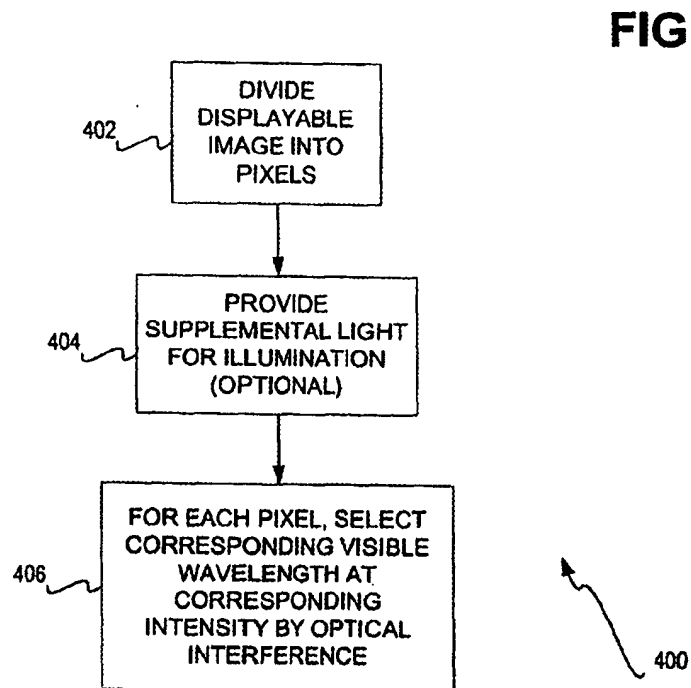 FIG
DIVIDE
DISPLAYABLE
IMAGE INTO
PIXELS
402
PROVIDE
SUPPLEMENTAL LIGHT
FOR ILLUMINATION
(OPTIONAL)
404
FOR EACH PIXEL, SELECT
CORRESPONDING VISIBLE
WAVELENGTH AT
CORRESPONDING
INTENSITY BY OPTICAL
INTERFERENCE
406
400